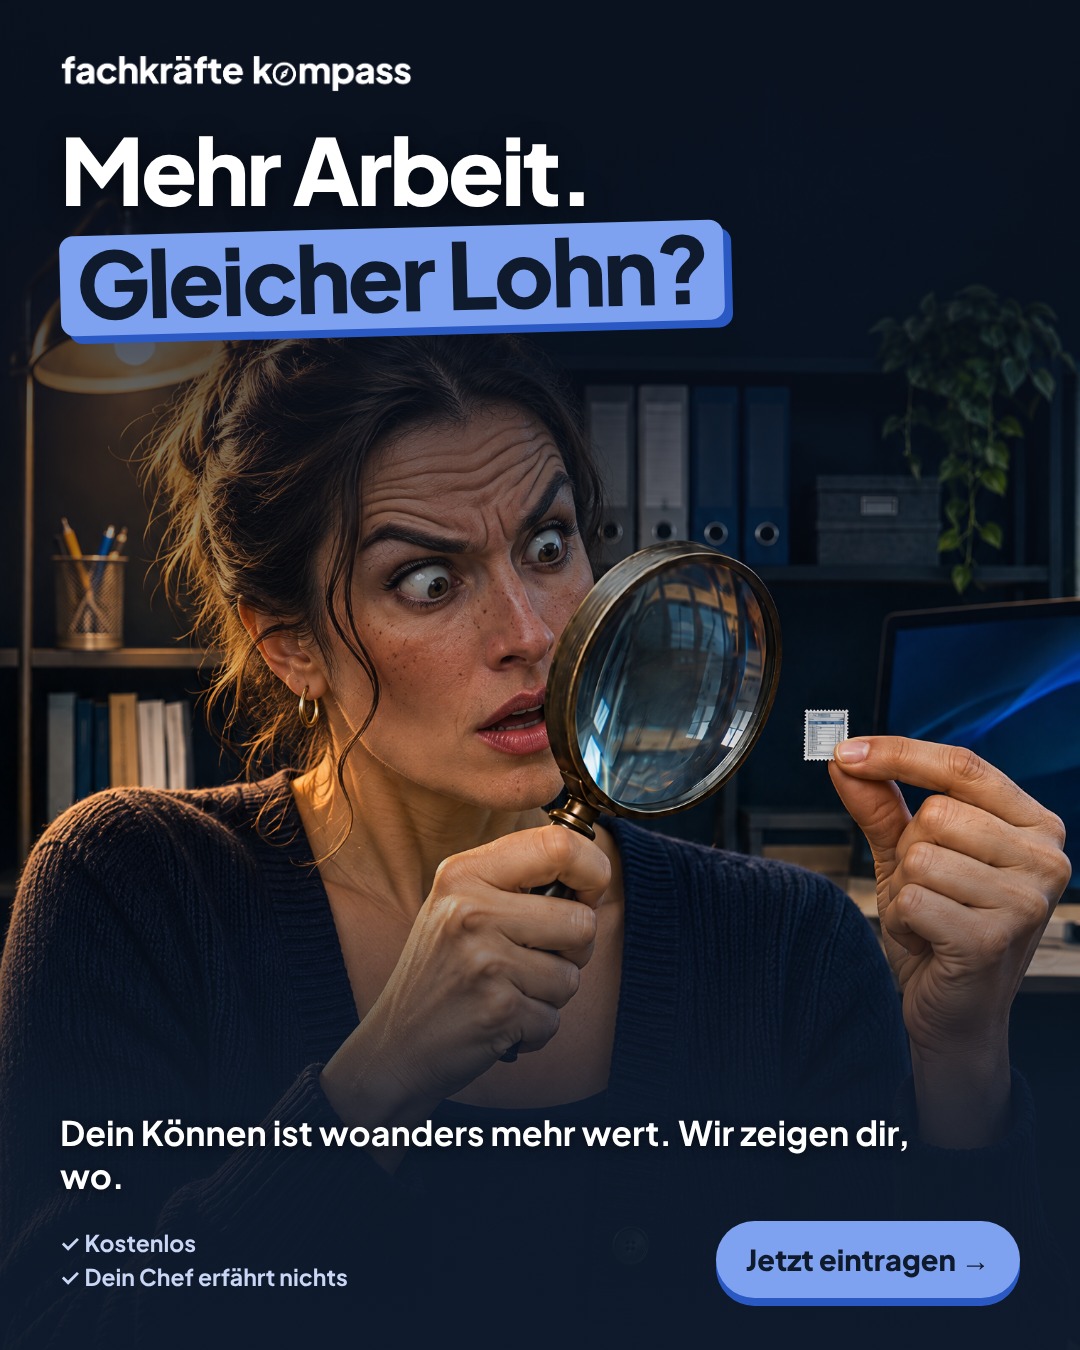 fachkräfte kompass
Mehr Arbeit.
Gleicher Lohn?
Dein Können ist woanders mehr wert. Wir zeigen dir,
wo.
✓ Kostenlos
✓ Dein Chef erfährt nichts
Jetzt eintragen →